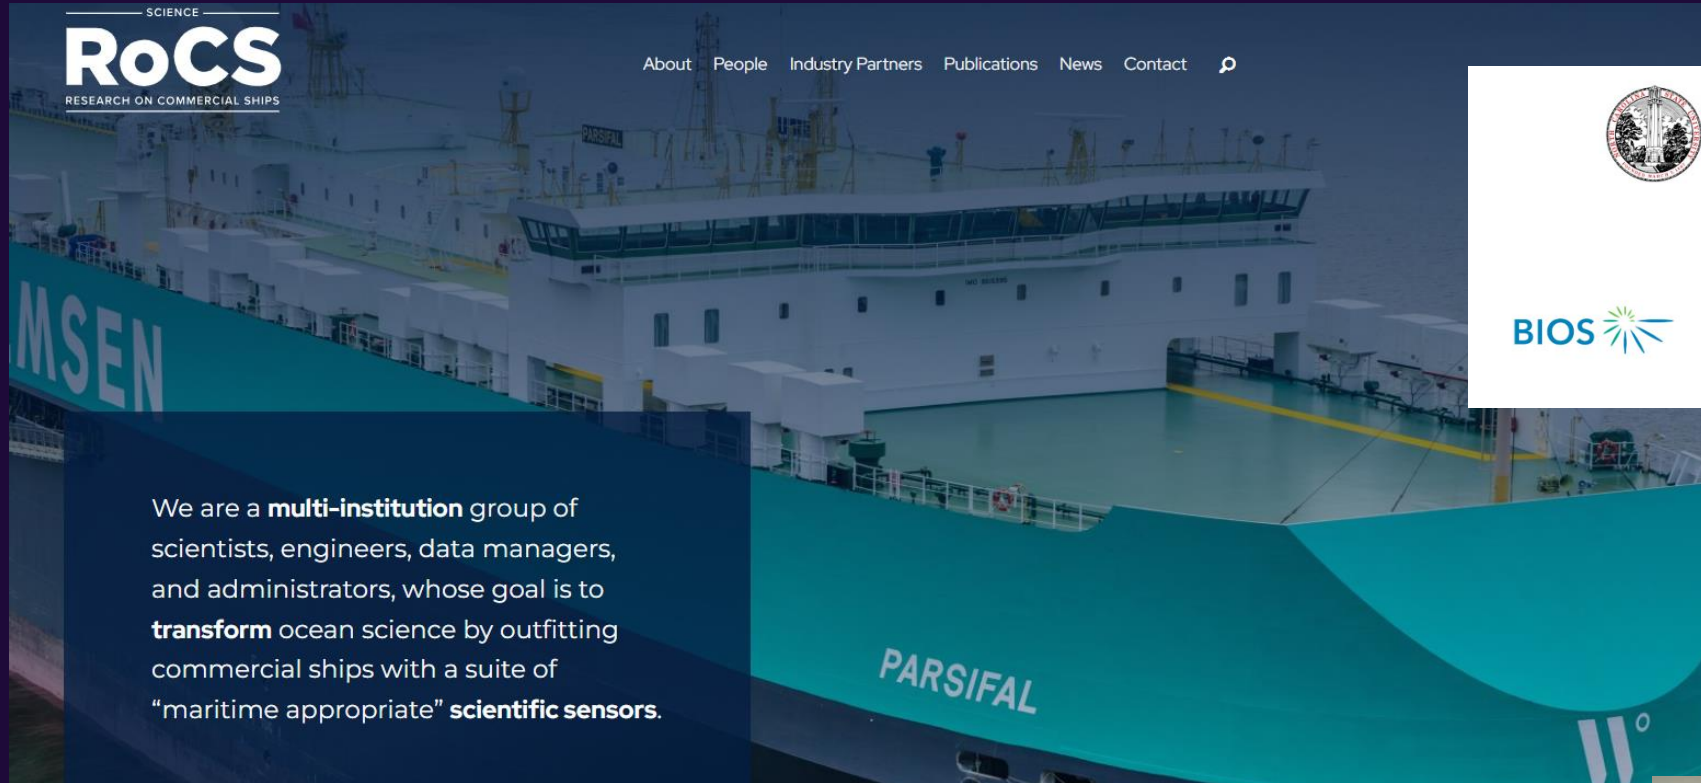 SCIENCE
RoCS
RESEARCH ON COMMERCIAL SHIPS
About People Industry Partners Publications News Contact
PARSIFAL
MSEN
BIOS
We are a multi-institution group of
scientists, engineers, data managers,
and administrators, whose goal is to
transform ocean science by outfitting
commercial ships with a suite of
“maritime appropriate” scientific sensors.
PARSIFAL
W°